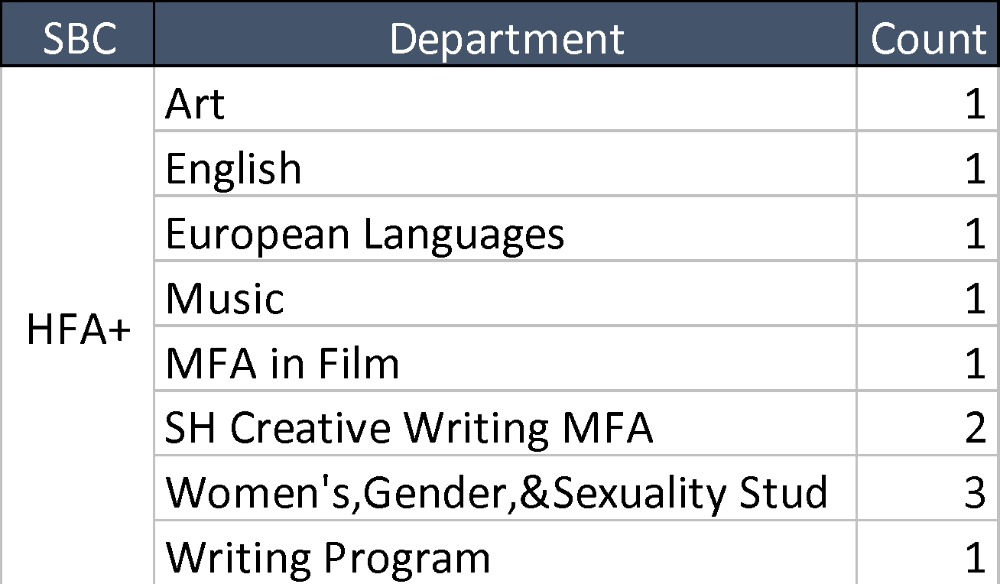 SBC Department Count
Art 1
English 1
European Languages 1
Music 1
HFA+
MFA in Film 1
SH Creative Writing MFA 2
Women's,Gender,&Sexuality Stud 3
Writing Program 1